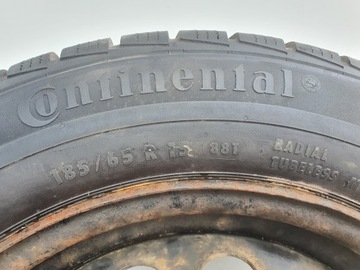 Continental
185/65 R 15 88T
RADIAL
TUBELESS